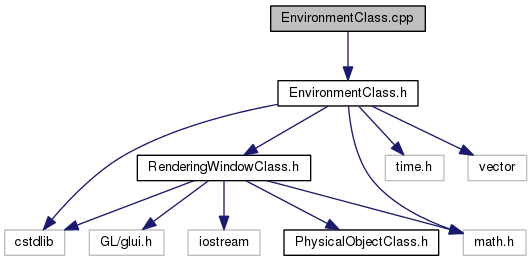 EnvironmentClass.cpp
EnvironmentClass.h
RenderingWindowClass.h
time.h
vector
cstdlib
GL/glui.h
iostream
PhysicalObjectClass.h
math.h